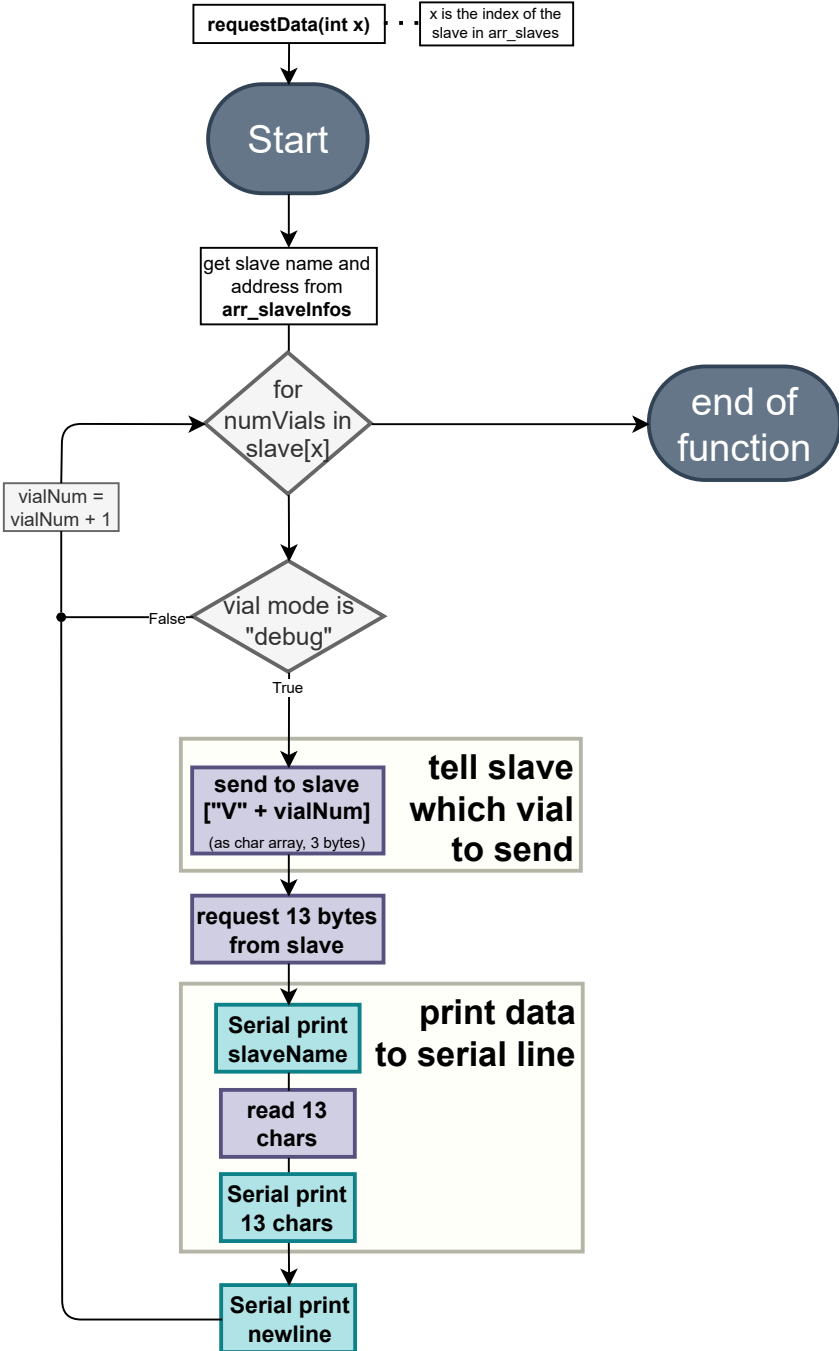 requestData(int x)
x is the index of the
slave in arr_slaves
Start
get slave name and
address from
arr_slaveInfos
for
numVials in
slave[x]
end of
function
vialNum =
vialNum + 1
vial mode is
"debug"
False
True
tell slave
which vial
to send
send to slave
["V" + vialNum]
(as char array, 3 bytes)
request 13 bytes
from slave
print data
to serial line
Serial print
slaveName
read 13
chars
Serial print
13 chars
Serial print
newline